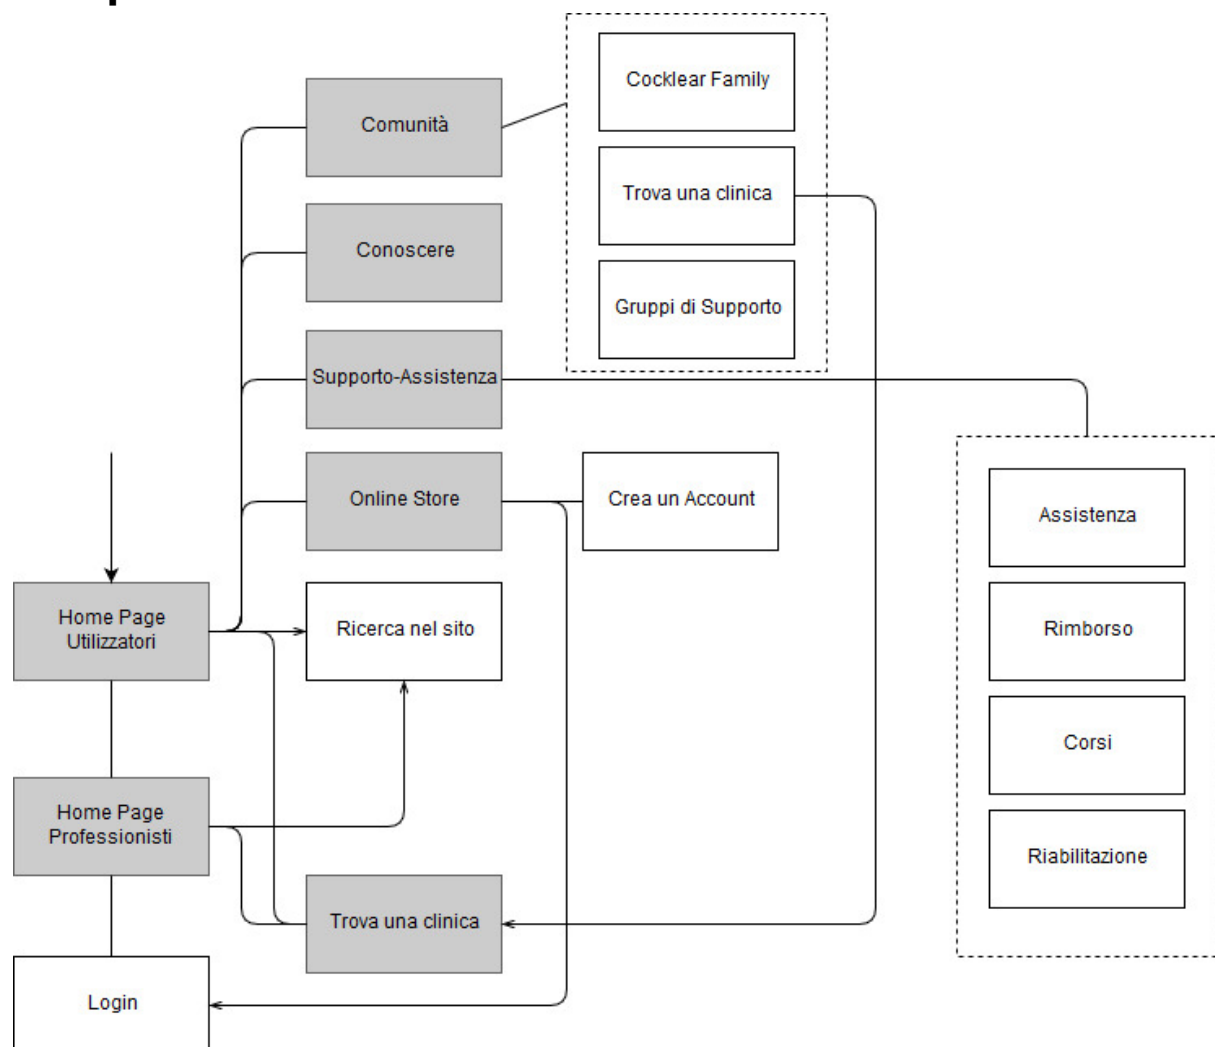 Cocklear Family
Comunità
Trova una clinica
Conoscere
Gruppi di Supporto
Supporto-Assistenza
Online Store
Crea un Account
Assistenza
Home Page
Utilizzatori
Ricerca nel sito
Rimborso
Corsi
Home Page
Professionisti
Riabilitazione
Trova una clinica
Login